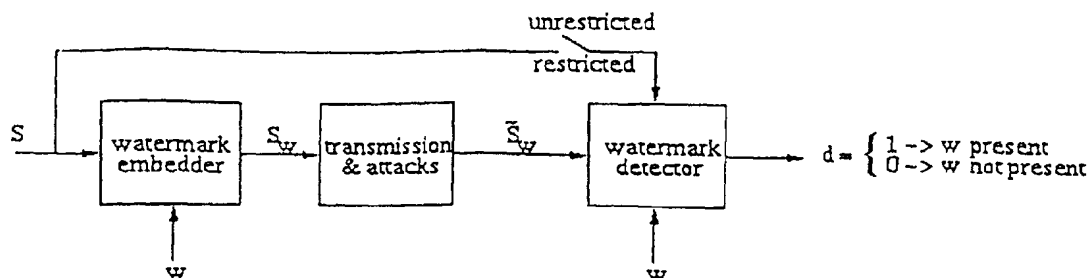 unrestricted
restricted
S
watermark
embedder
S_w
transmission
& attacks
S̃_w
watermark
detector
d = { 1 -> w present
{ 0 -> w not present
w
w